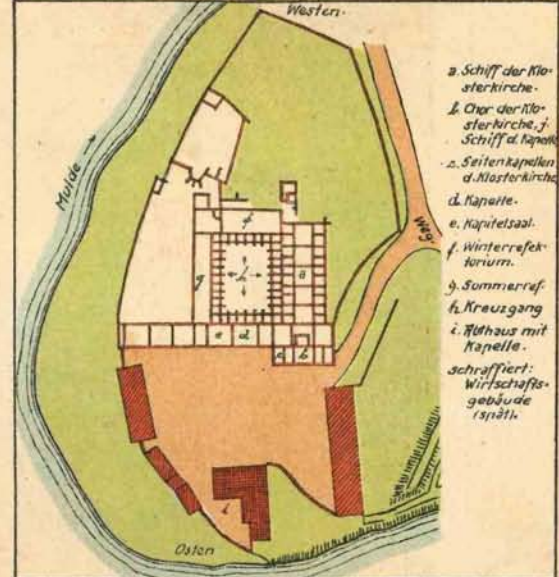 Westen.
Mulde
Weg.
f
g
h
a
e
d
c
b
i
Osten
a. Schiff der Klo-
sterkirche.
b. Chor der Klo-
sterkirche, j.
Schiff d. Kapelle
c. Seitenkapellen
d. Klosterkirche
d. Kapelle.
e. Kapitelsaal.
f. Winterrefek-
torium.
g. Sommerref.
h. Kreuzgang
i. Abthaus mit
Kapelle.
schraffiert:
Wirtschafts-
gebäude
(spät).